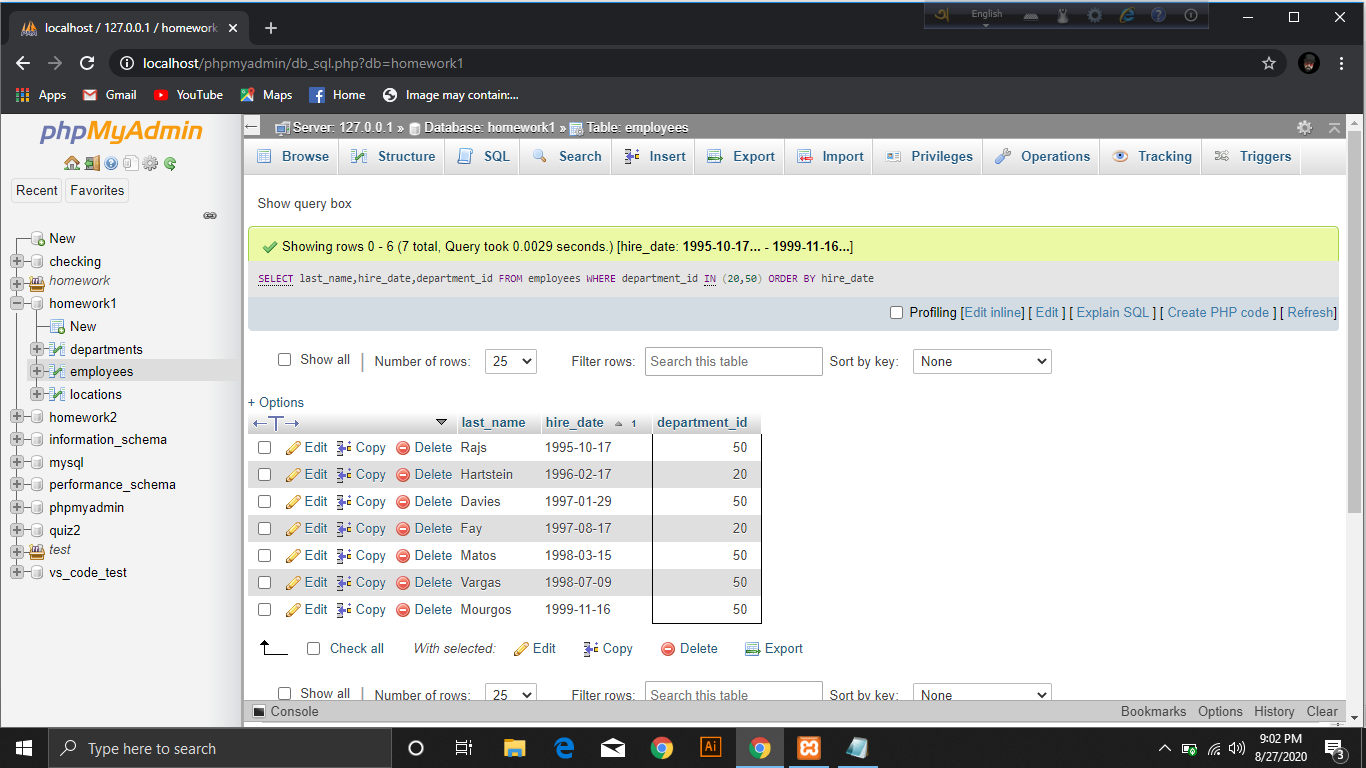 localhost / 127.0.0.1 / homework
English
localhost/phpmyadmin/db_sql.php?db=homework1
Apps Gmail YouTube Maps Home Image may contain:...
phpMyAdmin
Recent Favorites
New
checking
homework
homework1
New
departments
employees
locations
homework2
information_schema
mysql
performance_schema
phpmyadmin
quiz2
test
vs_code_test
Server: 127.0.0.1 » Database: homework1 » Table: employees
Browse Structure SQL Search Insert Export Import Privileges Operations Tracking Triggers
Show query box
Showing rows 0 - 6 (7 total, Query took 0.0029 seconds.) [hire_date: 1995-10-17... - 1999-11-16...]
SELECT last_name,hire_date,department_id FROM employees WHERE department_id IN (20,50) ORDER BY hire_date
Profiling [Edit inline] [ Edit ] [ Explain SQL ] [ Create PHP code ] [ Refresh]
Show all | Number of rows: 25 Filter rows: Search this table Sort by key: None
+ Options
←T→ last_name hire_date 1 department_id
Edit Copy Delete Rajs 1995-10-17 50
Edit Copy Delete Hartstein 1996-02-17 20
Edit Copy Delete Davies 1997-01-29 50
Edit Copy Delete Fay 1997-08-17 20
Edit Copy Delete Matos 1998-03-15 50
Edit Copy Delete Vargas 1998-07-09 50
Edit Copy Delete Mourgos 1999-11-16 50
Check all With selected: Edit Copy Delete Export
Show all | Number of rows: 25 Filter rows: Search this table Sort by key: None
Console Bookmarks Options History Clear
Type here to search
Ai
9:02 PM
8/27/2020
3